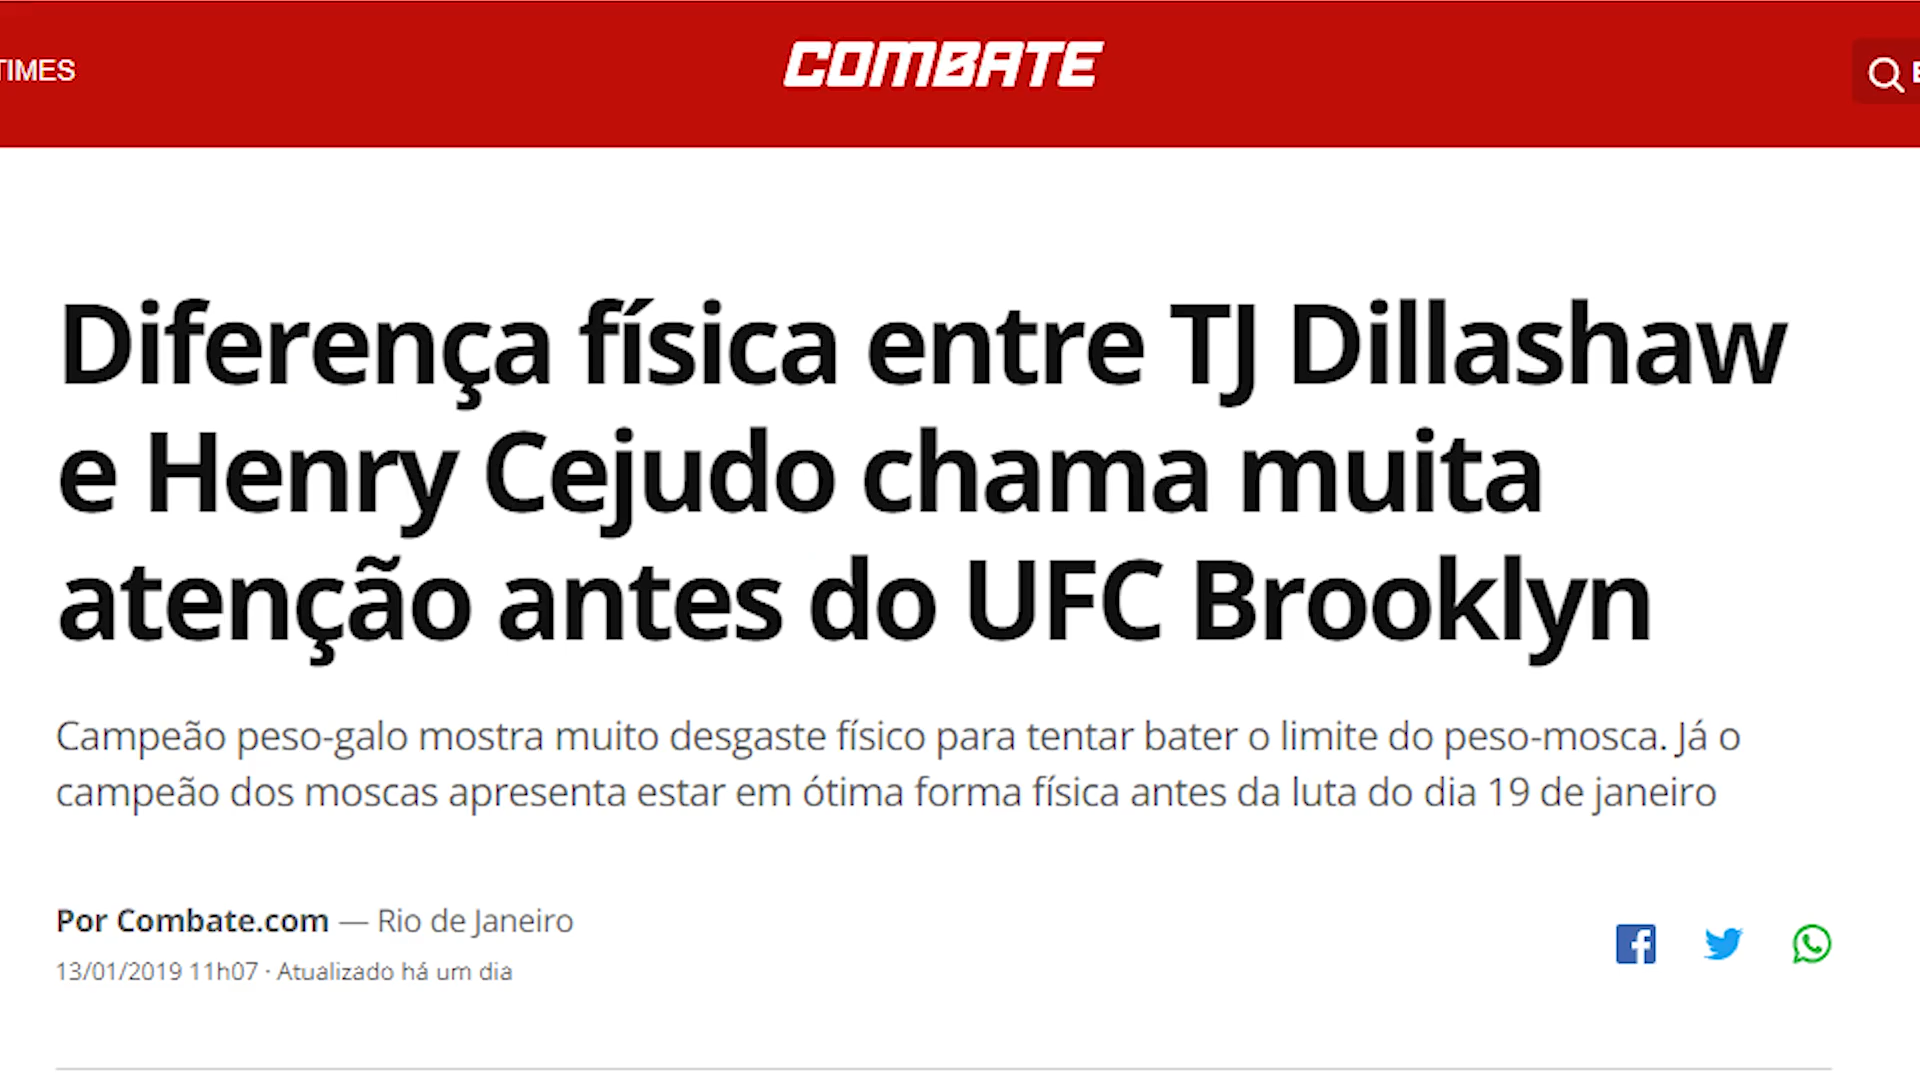 TIMES
COMBATE
Diferença física entre TJ Dillashaw
e Henry Cejudo chama muita
atenção antes do UFC Brooklyn
Campeão peso-galo mostra muito desgaste físico para tentar bater o limite do peso-mosca. Já o
campeão dos moscas apresenta estar em ótima forma física antes da luta do dia 19 de janeiro
Por Combate.com — Rio de Janeiro
13/01/2019 11h07 · Atualizado há um dia